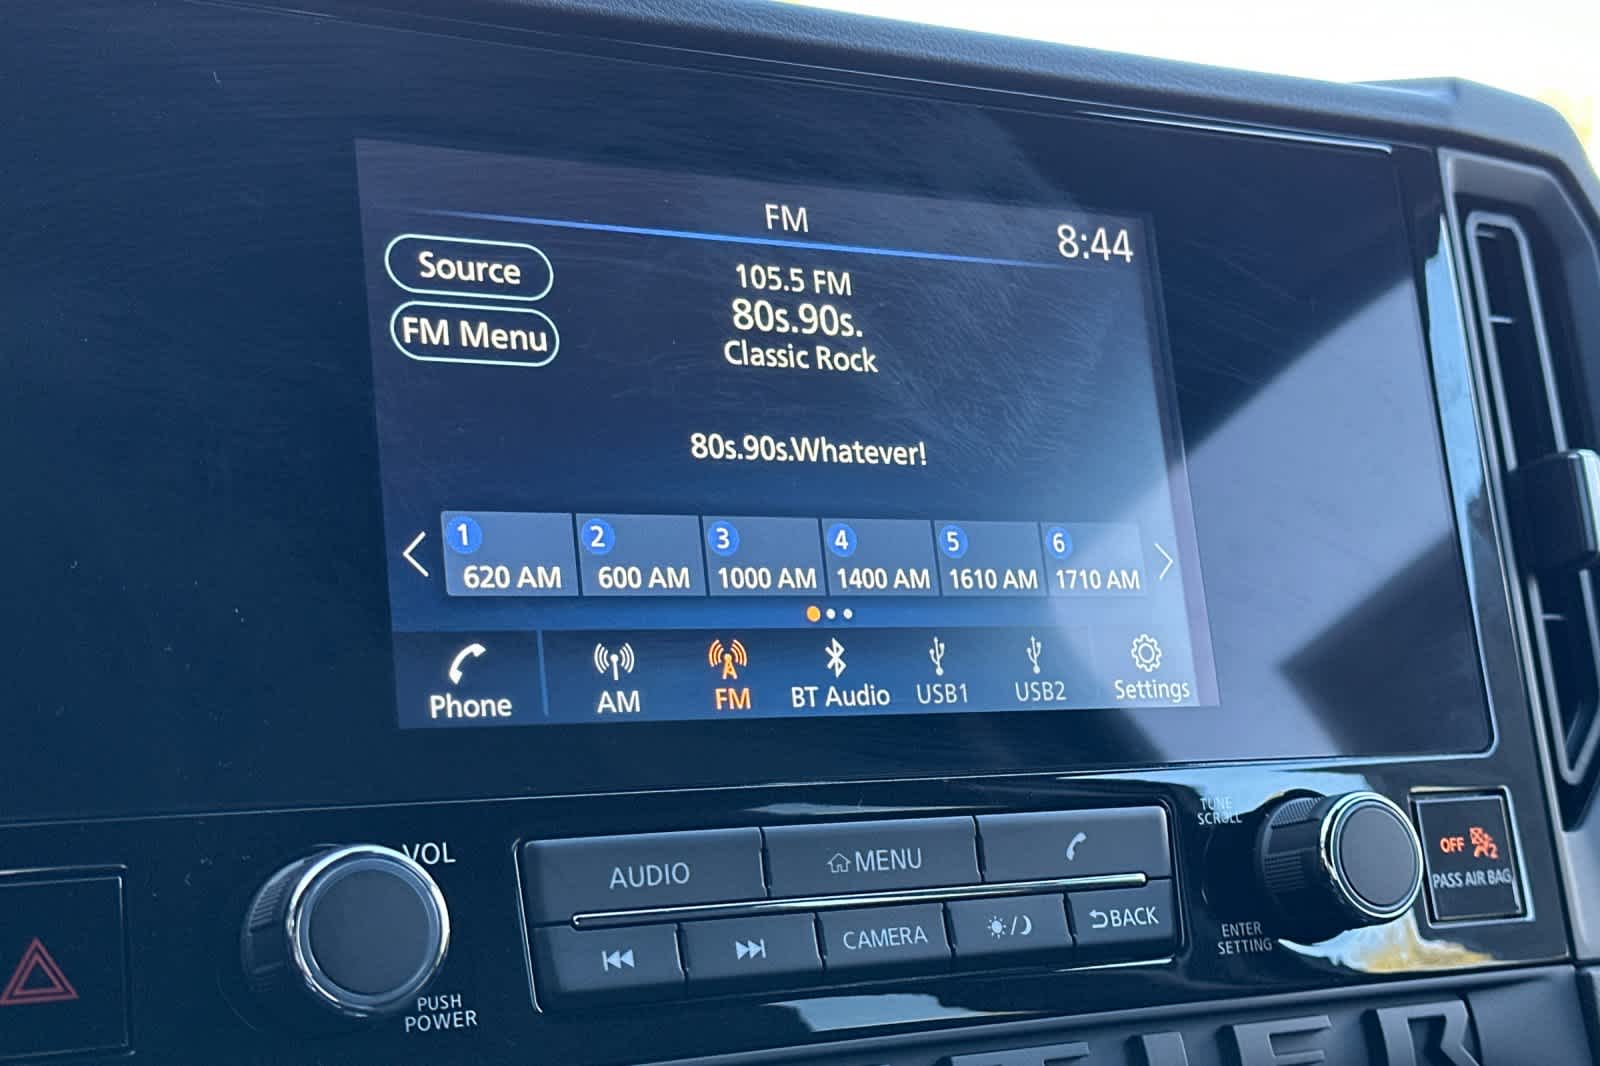 FM
8:44
Source
FM Menu
105.5 FM
80s.90s.
Classic Rock
80s.90s.Whatever!
1
620 AM
2
600 AM
3
1000 AM
4
1400 AM
5
1610 AM
6
1710 AM
Phone
AM
FM
BT Audio
USB1
USB2
Settings
VOL
PUSH
POWER
AUDIO
MENU
CAMERA
BACK
TUNE
SCROLL
ENTER
SETTING
OFF
2
PASS AIR BAG
TIER